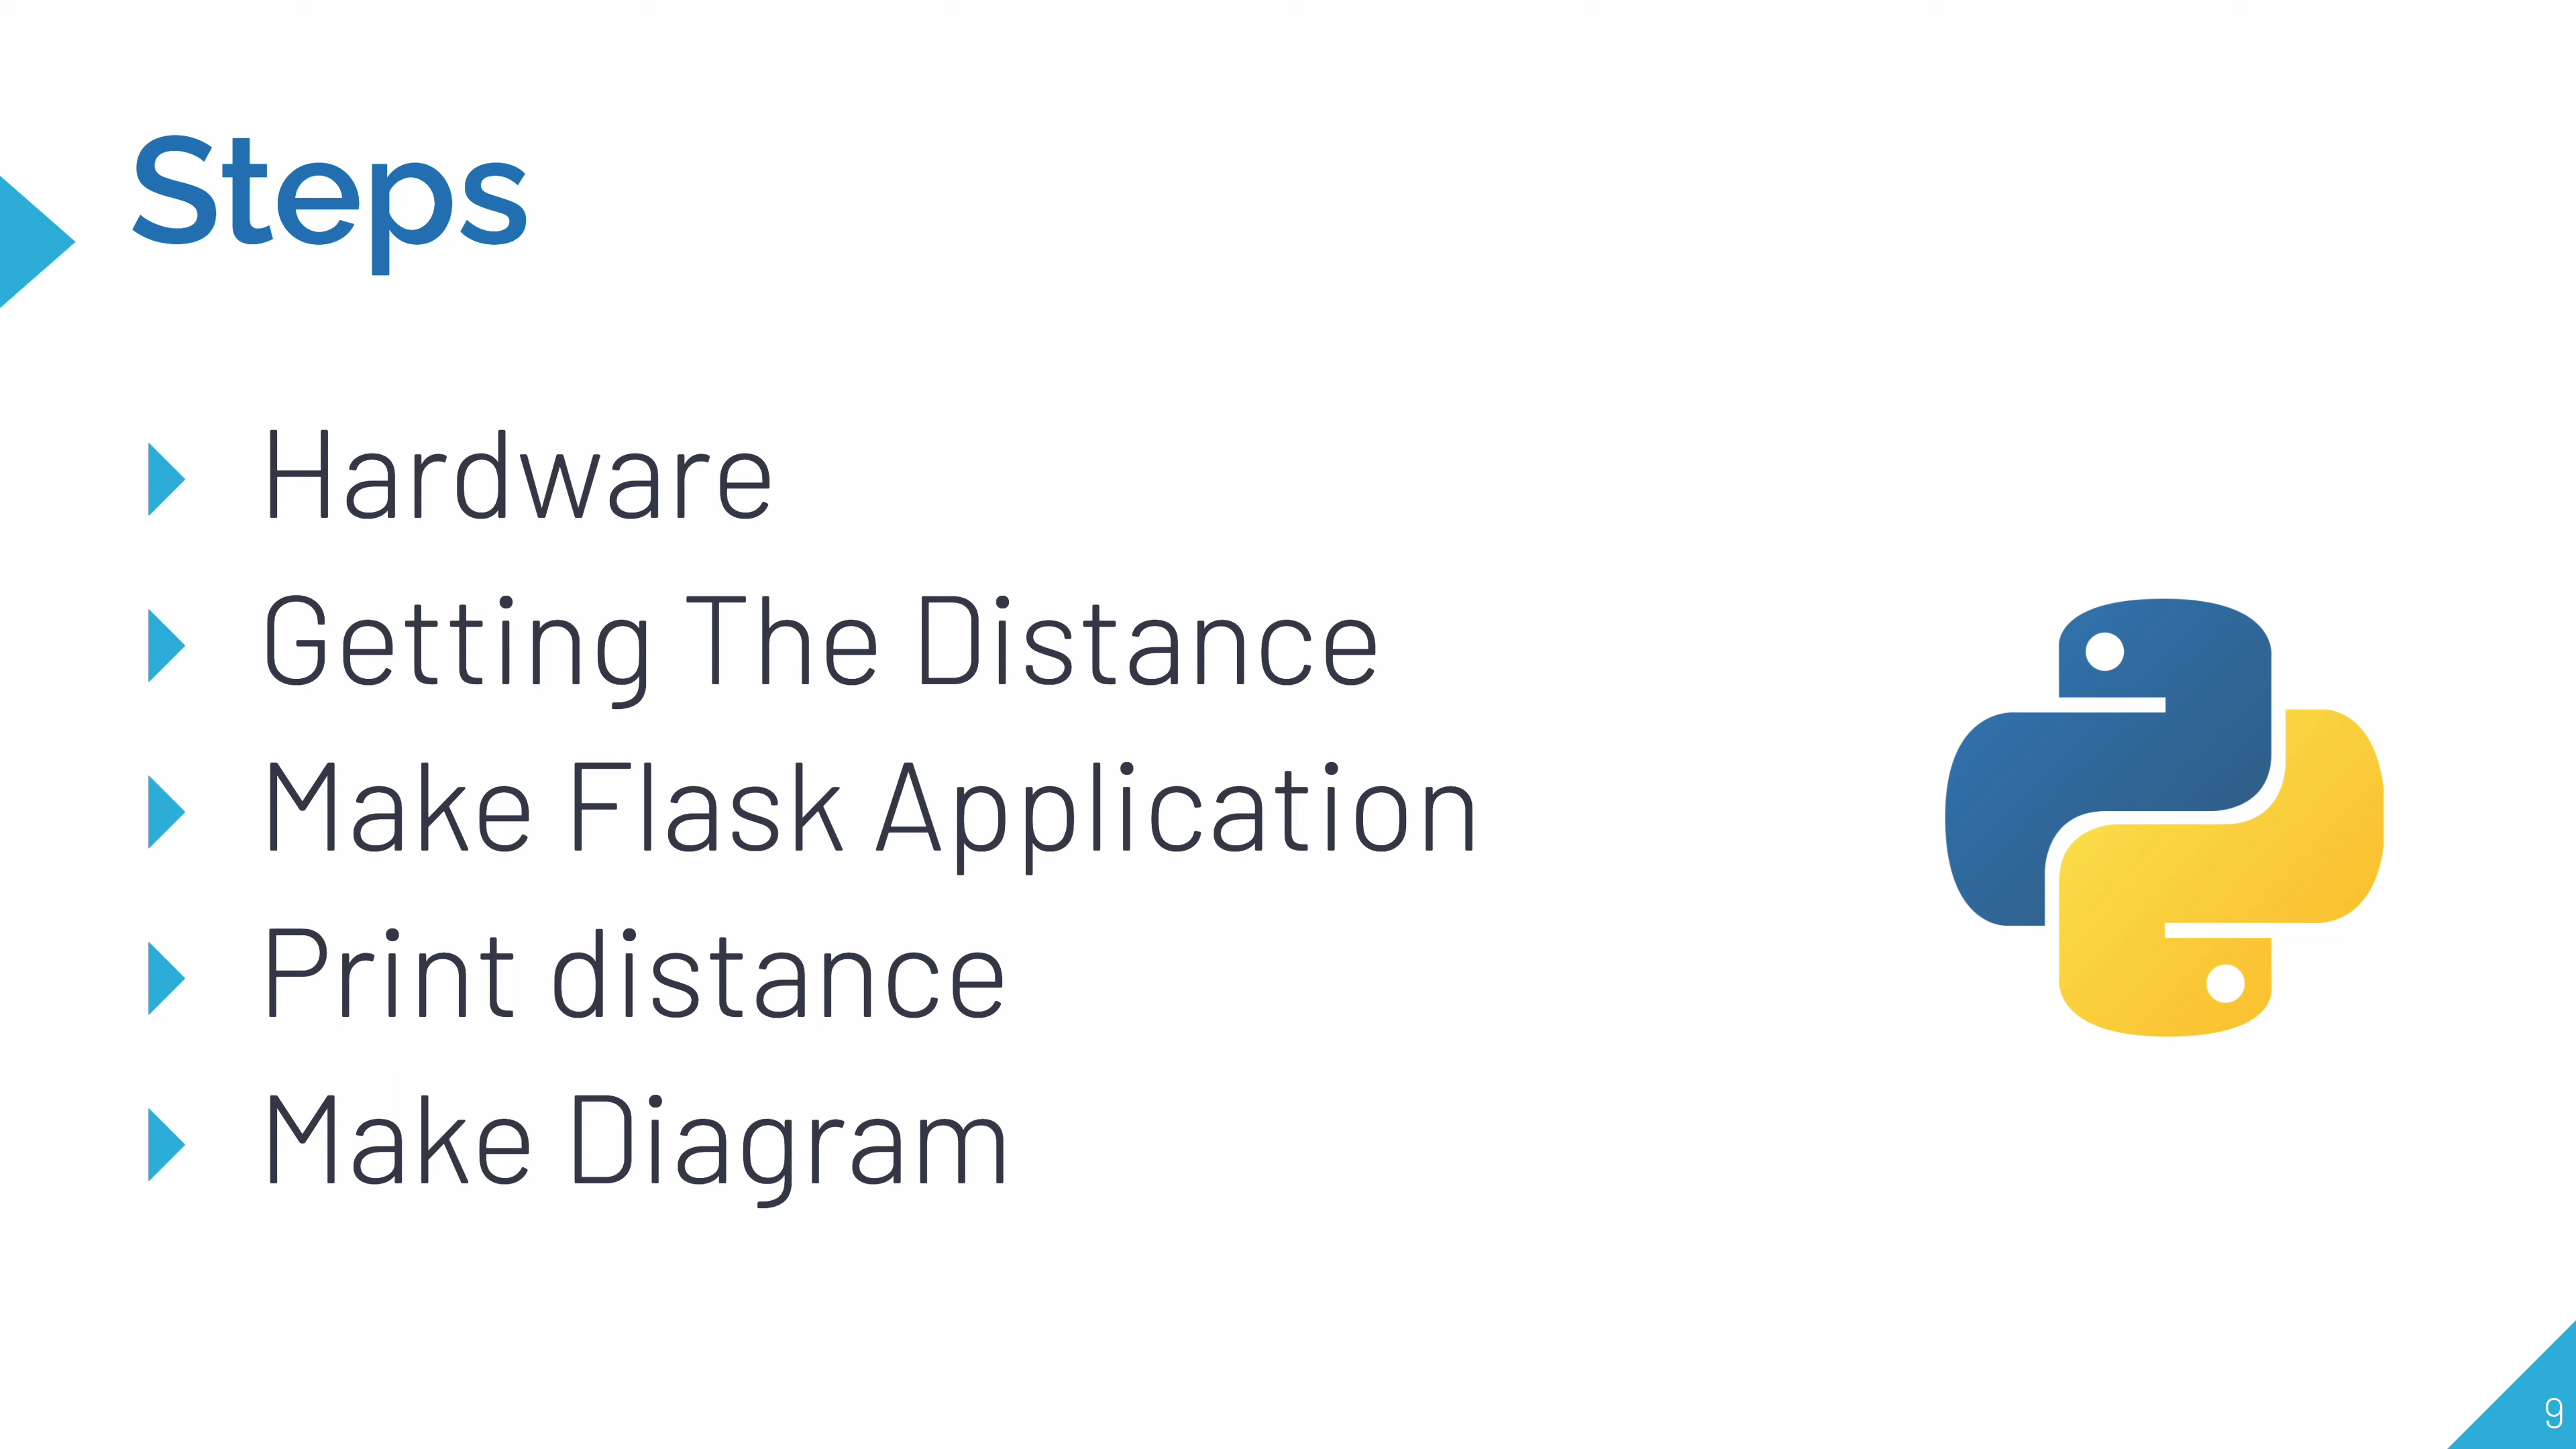 Steps
Hardware
Getting The Distance
Make Flask Application
Print distance
Make Diagram
9